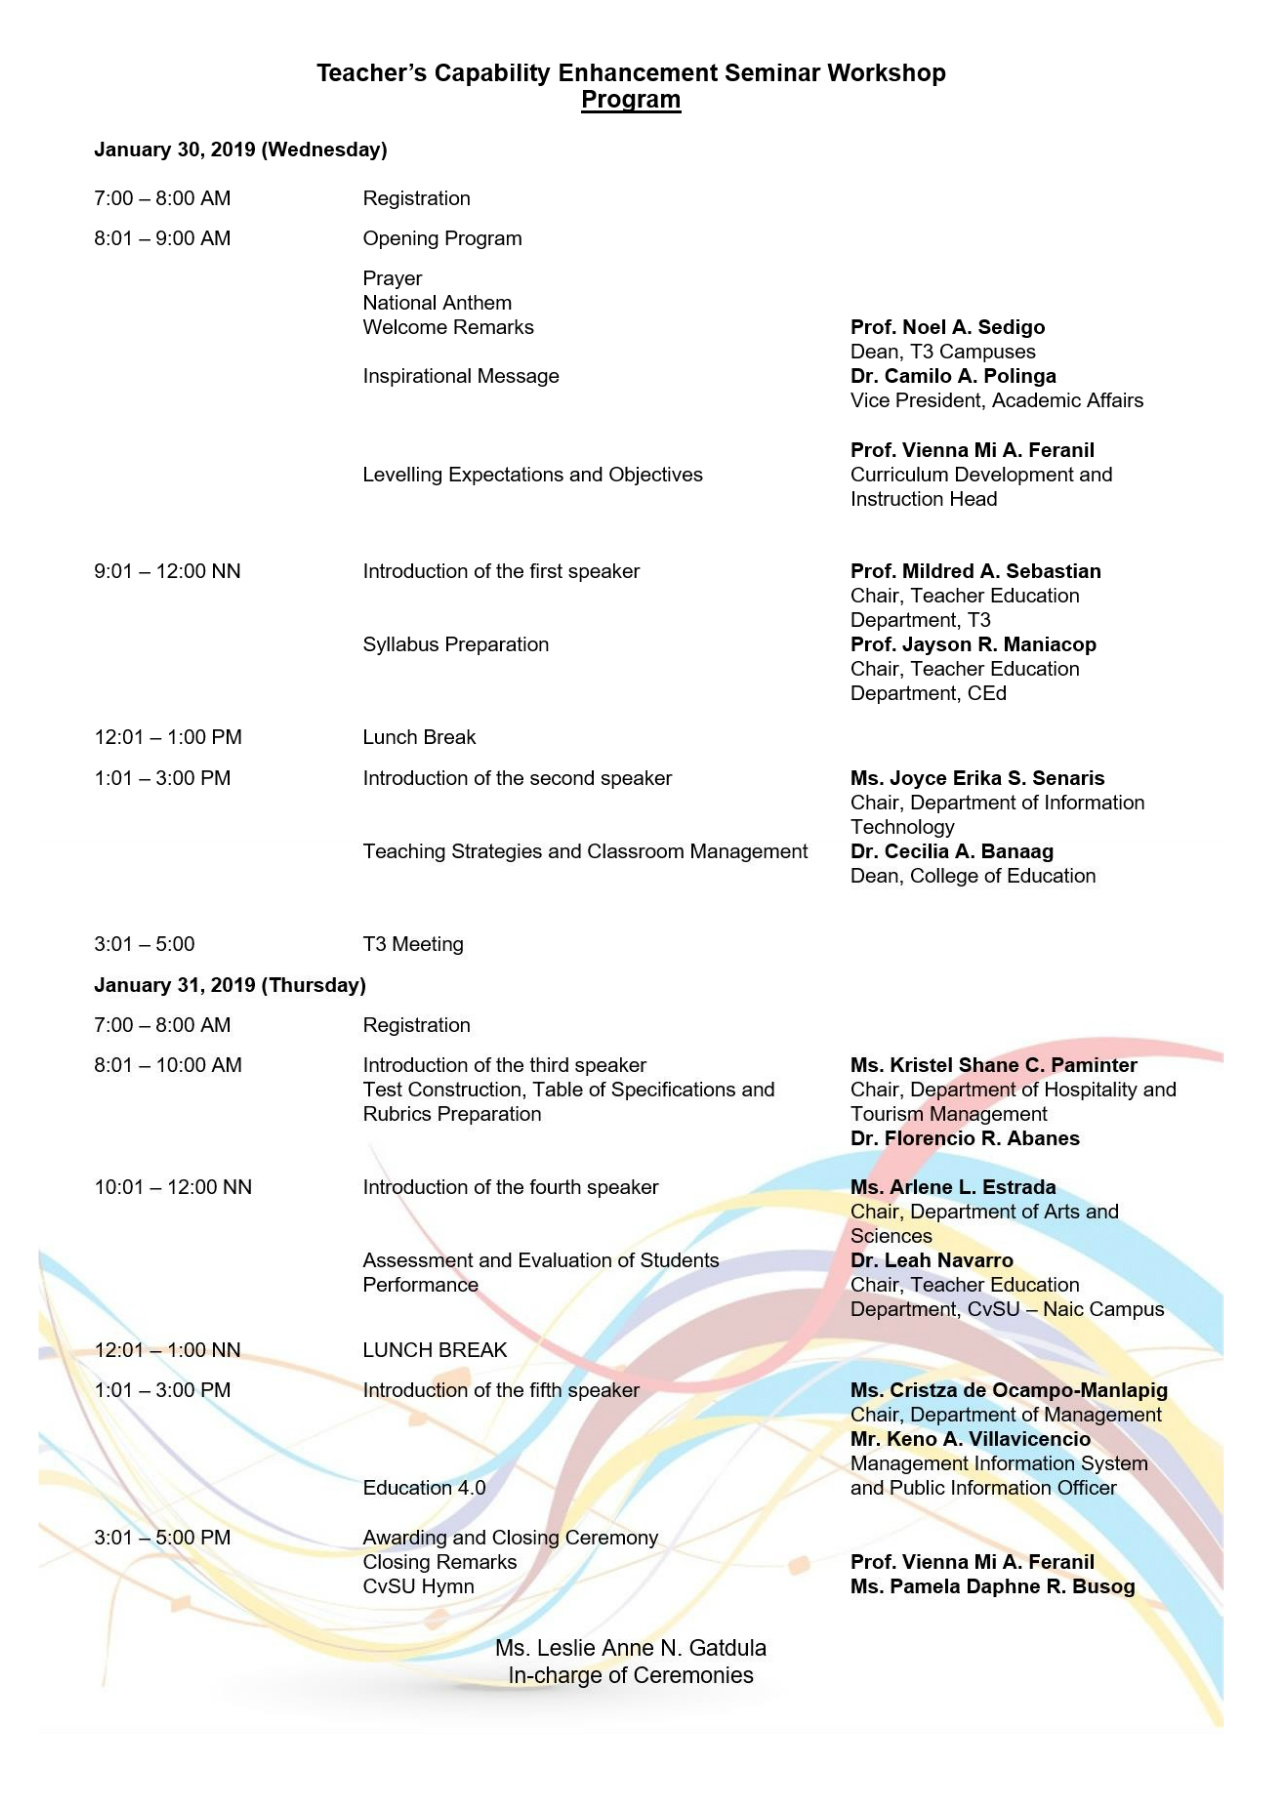 Teacher’s Capability Enhancement Seminar Workshop
Program
January 30, 2019 (Wednesday)
7:00 – 8:00 AM Registration
8:01 – 9:00 AM Opening Program
Prayer
National Anthem
Welcome Remarks Prof. Noel A. Sedigo
Dean, T3 Campuses
Inspirational Message Dr. Camilo A. Polinga
Vice President, Academic Affairs
Prof. Vienna Mi A. Feranil
Levelling Expectations and Objectives Curriculum Development and
Instruction Head
9:01 – 12:00 NN Introduction of the first speaker Prof. Mildred A. Sebastian
Chair, Teacher Education
Department, T3
Syllabus Preparation Prof. Jayson R. Maniacop
Chair, Teacher Education
Department, CEd
12:01 – 1:00 PM Lunch Break
1:01 – 3:00 PM Introduction of the second speaker Ms. Joyce Erika S. Senaris
Chair, Department of Information
Technology
Teaching Strategies and Classroom Management Dr. Cecilia A. Banaag
Dean, College of Education
3:01 – 5:00 T3 Meeting
January 31, 2019 (Thursday)
7:00 – 8:00 AM Registration
8:01 – 10:00 AM Introduction of the third speaker Ms. Kristel Shane C. Paminter
Test Construction, Table of Specifications and Chair, Department of Hospitality and
Rubrics Preparation Tourism Management
Dr. Florencio R. Abanes
10:01 – 12:00 NN Introduction of the fourth speaker Ms. Arlene L. Estrada
Chair, Department of Arts and
Sciences
Assessment and Evaluation of Students Dr. Leah Navarro
Performance Chair, Teacher Education
Department, CvSU – Naic Campus
12:01 – 1:00 NN LUNCH BREAK
1:01 – 3:00 PM Introduction of the fifth speaker Ms. Cristza de Ocampo-Manlapig
Chair, Department of Management
Mr. Keno A. Villavicencio
Management Information System
Education 4.0 and Public Information Officer
3:01 – 5:00 PM Awarding and Closing Ceremony
Closing Remarks Prof. Vienna Mi A. Feranil
CvSU Hymn Ms. Pamela Daphne R. Busog
Ms. Leslie Anne N. Gatdula
In-charge of Ceremonies